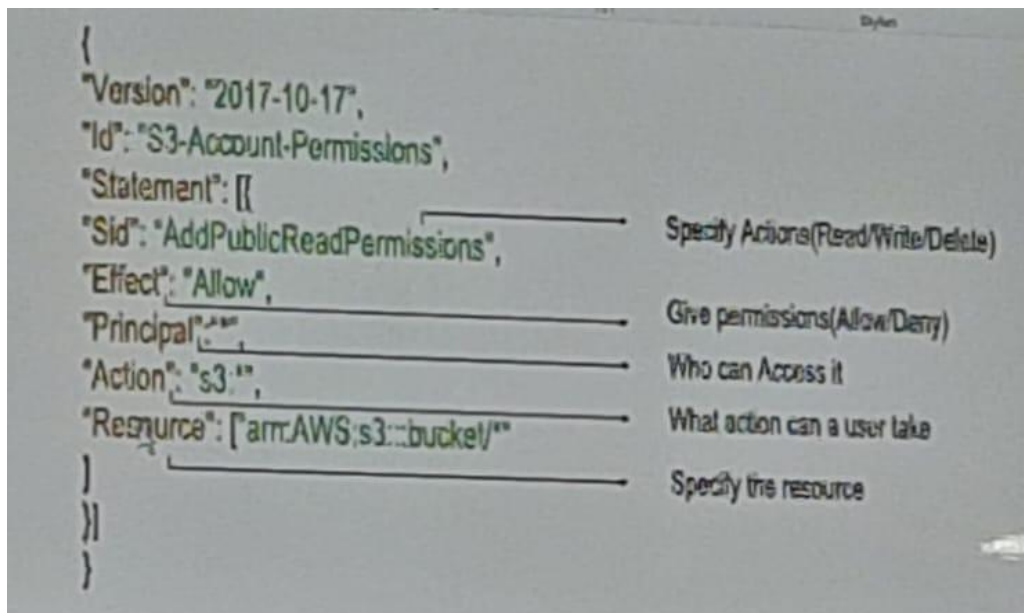 {
"Version": "2017-10-17",
"Id": "S3-Account-Permissions",
"Statement": [{
"Sid": "AddPublicReadPermissions",
Specify Actions(Read/Write/Delete)
"Effect": "Allow",
Give permissions(Allow/Deny)
"Principal":"*",
Who can Access it
"Action": "s3:*",
What action can a user take
"Resource": ["arn:AWS:s3:::bucket/*"
Specify the resource
]
}]
}